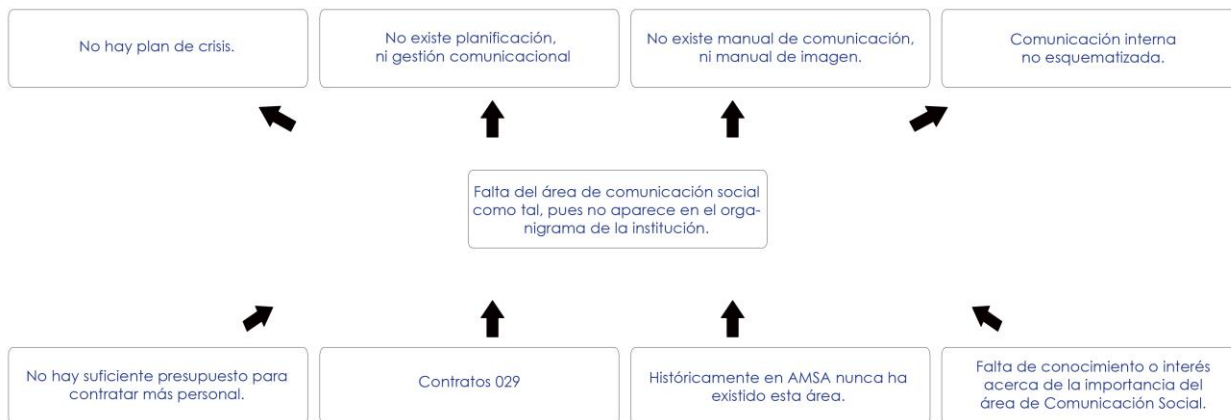 No hay plan de crisis.
No existe planificación,
ni gestión comunicacional
No existe manual de comunicación,
ni manual de imagen.
Comunicación interna
no esquematizada.
Falta del área de comunicación social
como tal, pues no aparece en el orga-
nigrama de la institución.
No hay suficiente presupuesto para
contratar más personal.
Contratos 029
Históricamente en AMSA nunca ha
existido esta área.
Falta de conocimiento o interés
acerca de la importancia del
área de Comunicación Social.